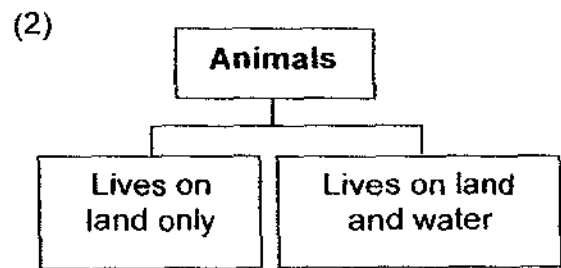 (2)
Animals
Lives on
land only
Lives on land
and water